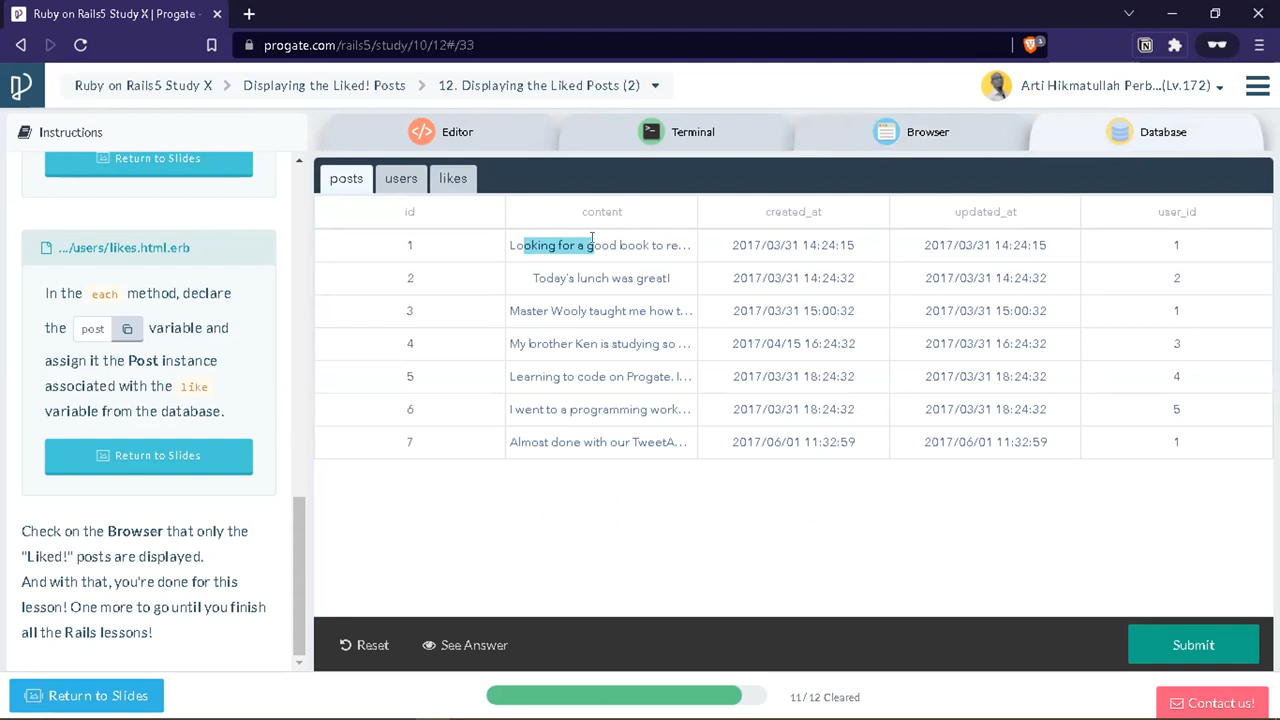 Ruby on Rails5 Study X | Progate -
progate.com/rails5/study/10/12#/33
Ruby on Rails5 Study X
Displaying the Liked! Posts
12. Displaying the Liked Posts (2)
Arti Hikmatullah Perb...(Lv.172)
Instructions
Editor
Terminal
Browser
Database
Return to Slides
.../users/likes.html.erb
In the each method, declare
the post variable and
assign it the Post instance
associated with the like
variable from the database.
Return to Slides
Check on the Browser that only the
"Liked!" posts are displayed.
And with that, you're done for this
lesson! One more to go until you finish
all the Rails lessons!
posts users likes
id content created_at updated_at user_id
1 Looking for a good book to re... 2017/03/31 14:24:15 2017/03/31 14:24:15 1
2 Today's lunch was great! 2017/03/31 14:24:32 2017/03/31 14:24:32 2
3 Master Wooly taught me how t... 2017/03/31 15:00:32 2017/03/31 15:00:32 1
4 My brother Ken is studying so ... 2017/04/15 16:24:32 2017/03/31 16:24:32 3
5 Learning to code on Progate. I... 2017/03/31 18:24:32 2017/03/31 18:24:32 4
6 I went to a programming work... 2017/03/31 18:24:32 2017/03/31 18:24:32 5
7 Almost done with our TweetA... 2017/06/01 11:32:59 2017/06/01 11:32:59 1
Reset
See Answer
Submit
Return to Slides
11/12 Cleared
Contact us!